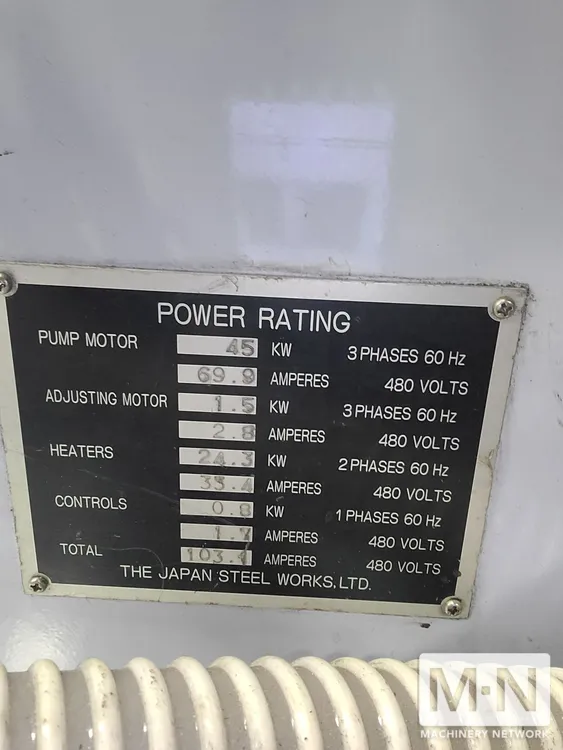 POWER RATING
PUMP MOTOR 45 KW 3 PHASES 60 Hz
69.9 AMPERES 480 VOLTS
ADJUSTING MOTOR 1.5 KW 3 PHASES 60 Hz
2.8 AMPERES 480 VOLTS
HEATERS 24.3 KW 2 PHASES 60 Hz
33.4 AMPERES 480 VOLTS
CONTROLS 0.8 KW 1 PHASES 60 Hz
1.7 AMPERES 480 VOLTS
TOTAL AMPERES 480 VOLTS
THE JAPAN STEEL WORKS, LTD.
M-N
MACHINERY NETWORK